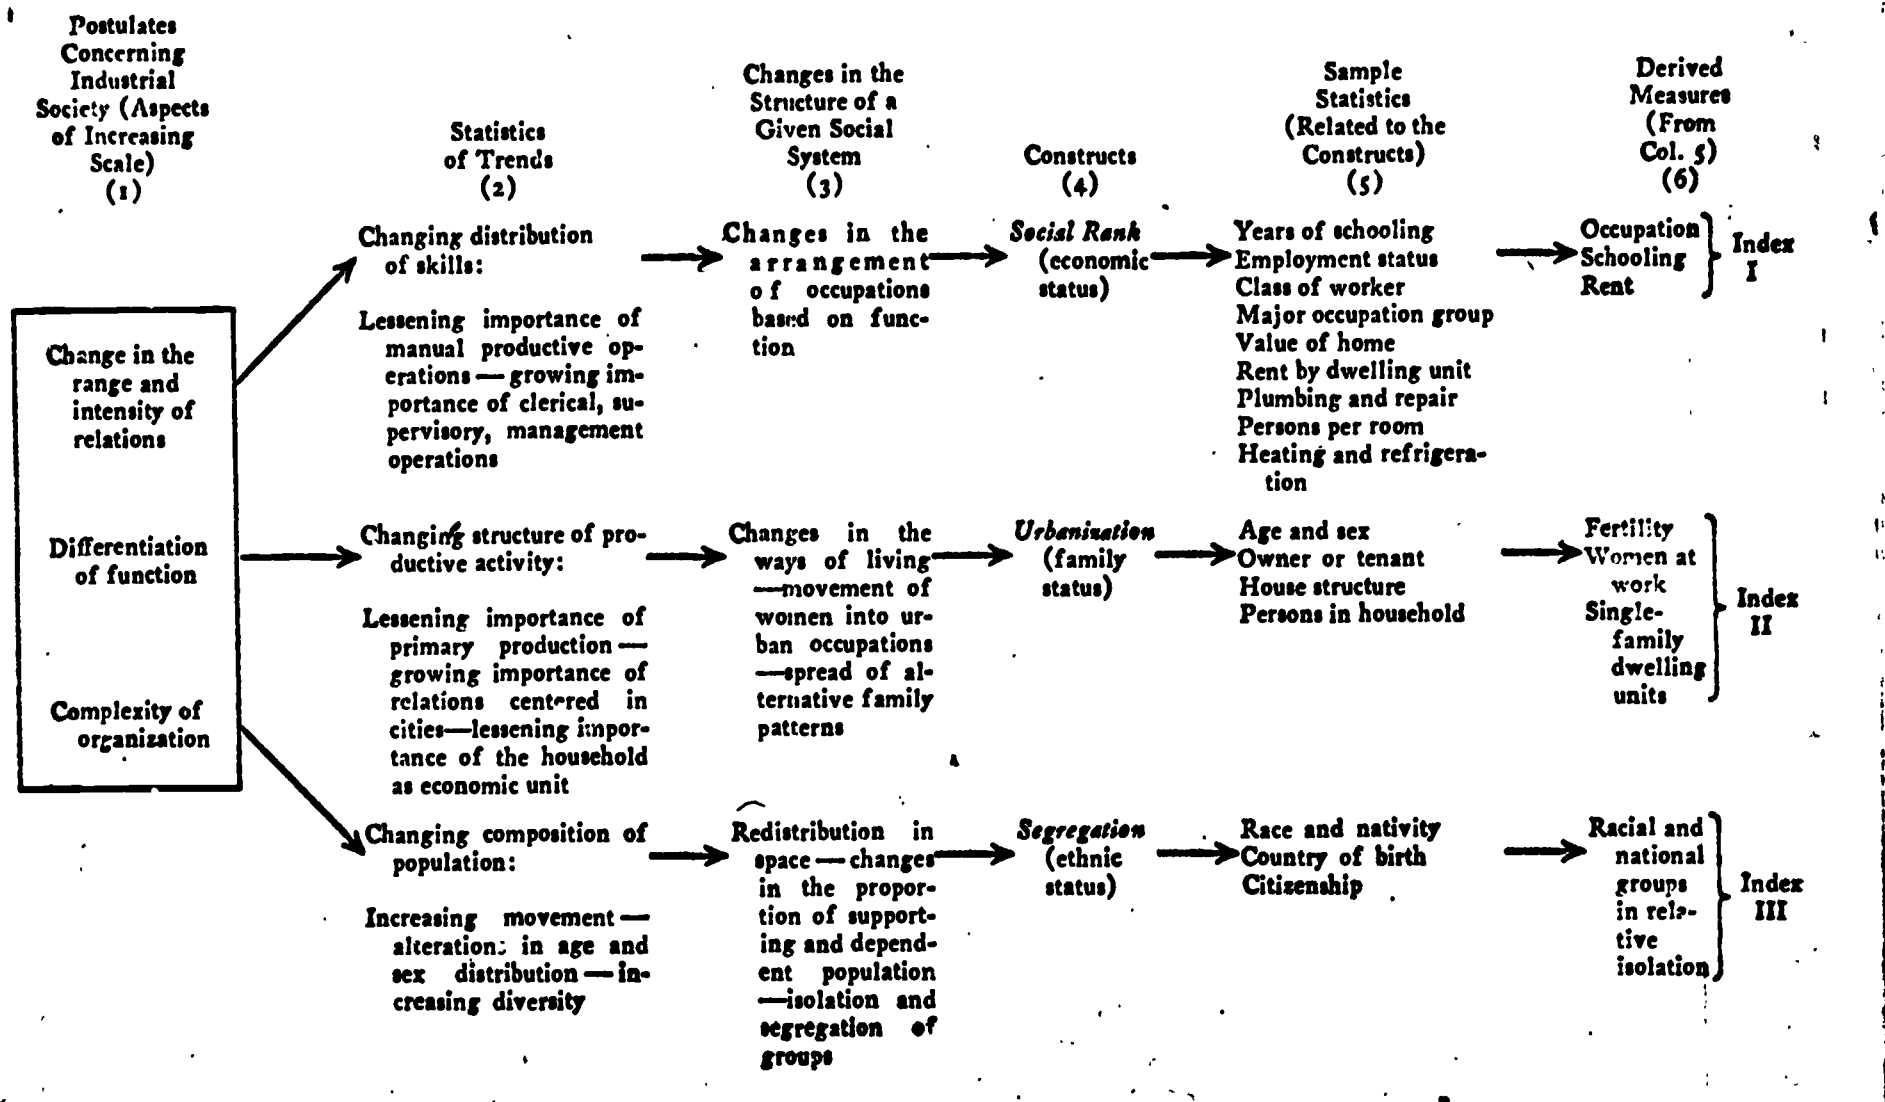 Postulates
Concerning
Industrial
Society (Aspects
of Increasing
Scale)
(1)
Statistics
of Trends
(2)
Changes in the
Structure of a
Given Social
System
(3)
Constructs
(4)
Sample
Statistics
(Related to the
Constructs)
(5)
Derived
Measures
(From
Col. 5)
(6)
Change in the
range and
intensity of
relations
Differentiation
of function
Complexity of
organization
Changing distribution
of skills:
Lessening importance of
manual productive op-
erations — growing im-
portance of clerical, su-
pervisory, management
operations
Changes in the
arrangement
of occupations
based on func-
tion
Social Rank
(economic
status)
Years of schooling
Employment status
Class of worker
Major occupation group
Value of home
Rent by dwelling unit
Plumbing and repair
Persons per room
Heating and refrigera-
tion
Occupation
Schooling
Rent
Index
I
Changing structure of pro-
ductive activity:
Lessening importance of
primary production —
growing importance of
relations centered in
cities—lessening impor-
tance of the household
as economic unit
Changes in the
ways of living
—movement of
women into ur-
ban occupations
—spread of al-
ternative family
patterns
Urbanization
(family
status)
Age and sex
Owner or tenant
House structure
Persons in household
Fertility
Women at
work
Single-
family
dwelling
units
Index
II
Changing composition of
population:
Increasing movement —
alterations in age and
sex distribution — in-
creasing diversity
Redistribution in
space — changes
in the propor-
tion of support-
ing and depend-
ent population
—isolation and
segregation of
groups
Segregation
(ethnic
status)
Race and nativity
Country of birth
Citizenship
Racial and
national
groups
in rela-
tive
isolation
Index
III